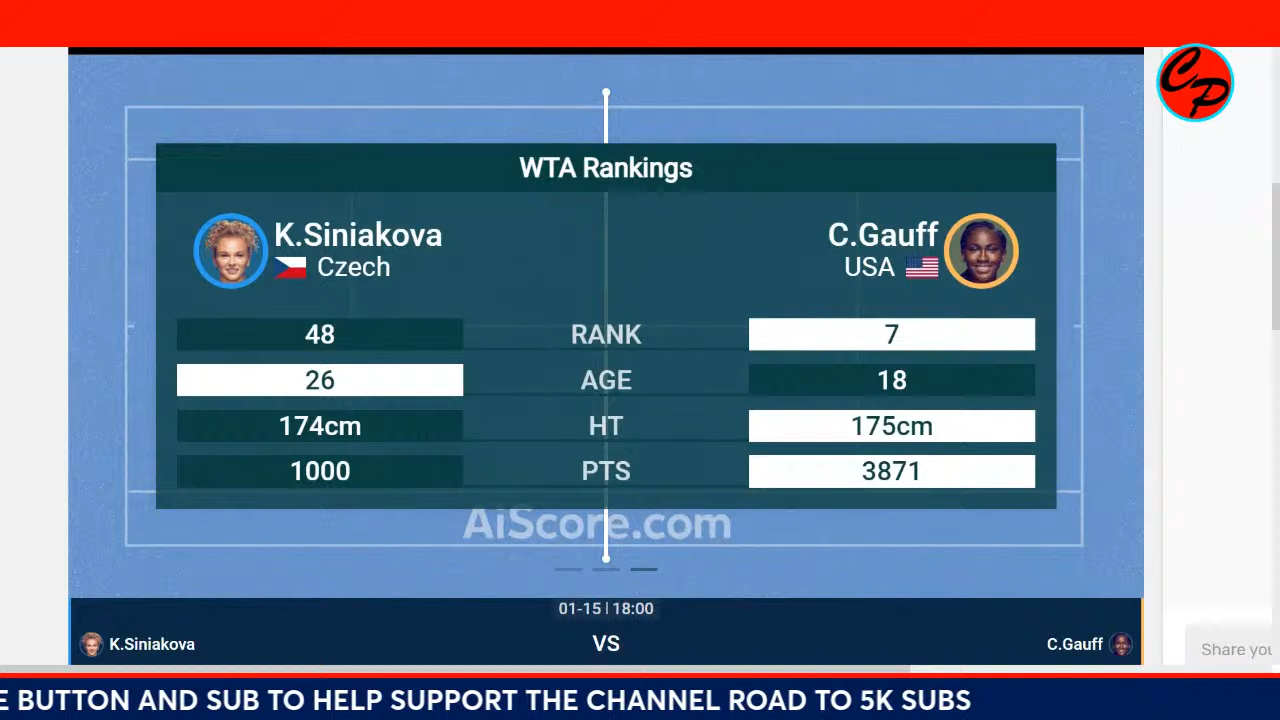 CP
WTA Rankings
K.Siniakova
Czech
C.Gauff
USA
48 RANK 7
26 AGE 18
174cm HT 175cm
1000 PTS 3871
AiScore.com
01-15 | 18:00
K.Siniakova VS C.Gauff
Share you
E BUTTON AND SUB TO HELP SUPPORT THE CHANNEL ROAD TO 5K SUBS